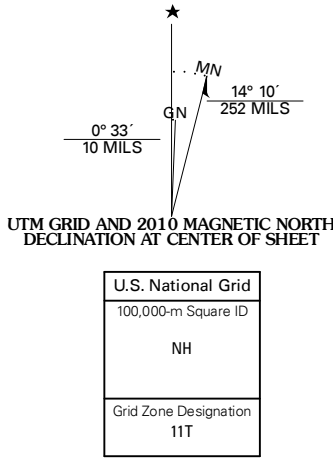 ★
MN
GN
14° 10´
252 MILS
0° 33´
10 MILS
UTM GRID AND 2010 MAGNETIC NORTH
DECLINATION AT CENTER OF SHEET
U.S. National Grid
100,000-m Square ID
NH
Grid Zone Designation
11T